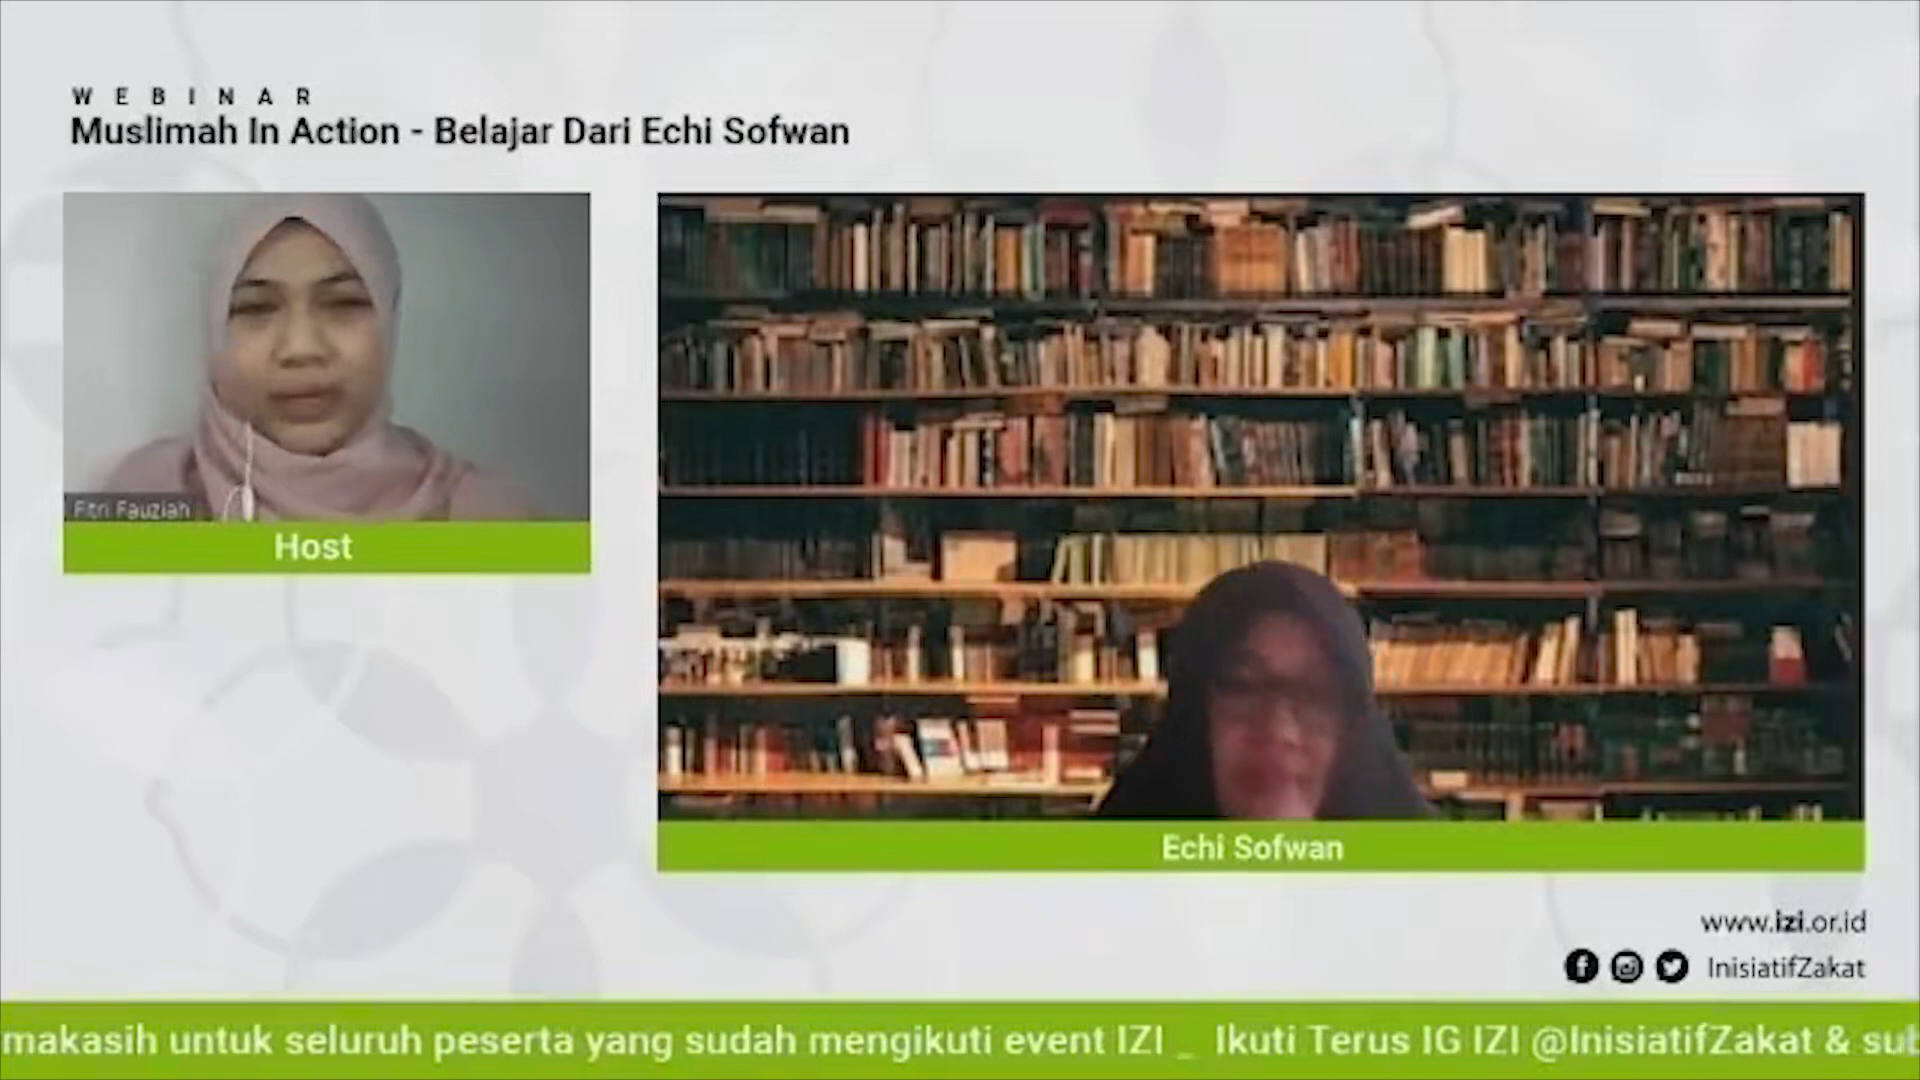 WEBINAR
Muslimah In Action - Belajar Dari Echi Sofwan
Fitri Fauziah
Host
Echi Sofwan
www.izi.or.id
InisiatifZakat
makasih untuk seluruh peserta yang sudah mengikuti event IZI _ Ikuti Terus IG IZI @InisiatifZakat & sub